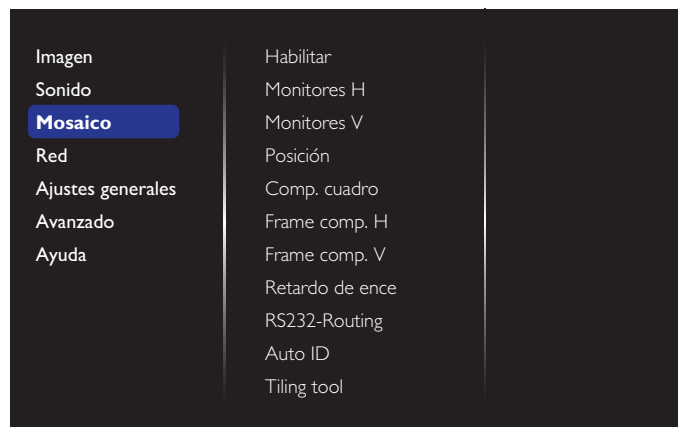 Imagen
Sonido
Mosaico
Red
Ajustes generales
Avanzado
Ayuda
Habilitar
Monitores H
Monitores V
Posición
Comp. cuadro
Frame comp. H
Frame comp. V
Retardo de ence
RS232-Routing
Auto ID
Tiling tool